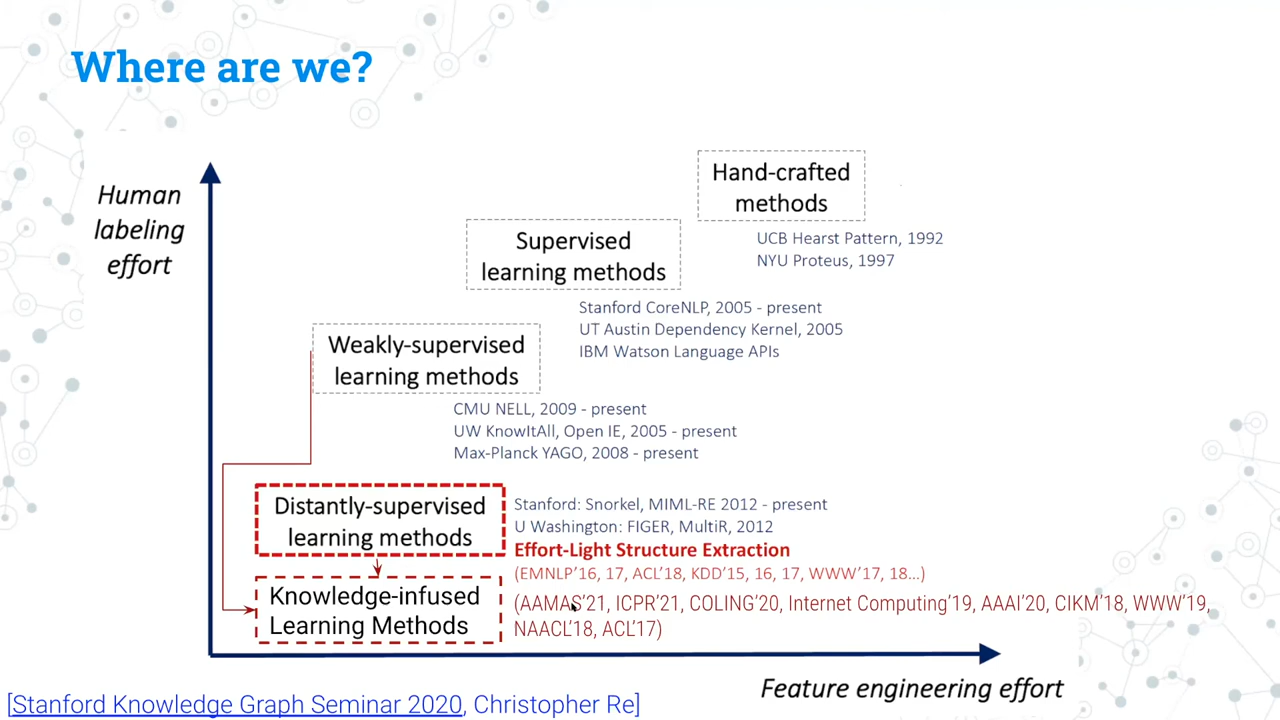 Where are we?
Human
labeling
effort
Hand-crafted
methods
UCB Hearst Pattern, 1992
NYU Proteus, 1997
Supervised
learning methods
Stanford CoreNLP, 2005 - present
UT Austin Dependency Kernel, 2005
IBM Watson Language APIs
Weakly-supervised
learning methods
CMU NELL, 2009 - present
UW KnowItAll, Open IE, 2005 - present
Max-Planck YAGO, 2008 - present
Distantly-supervised
learning methods
Stanford: Snorkel, MIML-RE 2012 - present
U Washington: FIGER, MultiR, 2012
Effort-Light Structure Extraction
(EMNLP’16, 17, ACL’18, KDD’15, 16, 17, WWW’17, 18...)
Knowledge-infused
Learning Methods
(AAMAS’21, ICPR’21, COLING’20, Internet Computing’19, AAAI’20, CIKM’18, WWW’19,
NAACL’18, ACL’17)
Feature engineering effort
[Stanford Knowledge Graph Seminar 2020, Christopher Re]